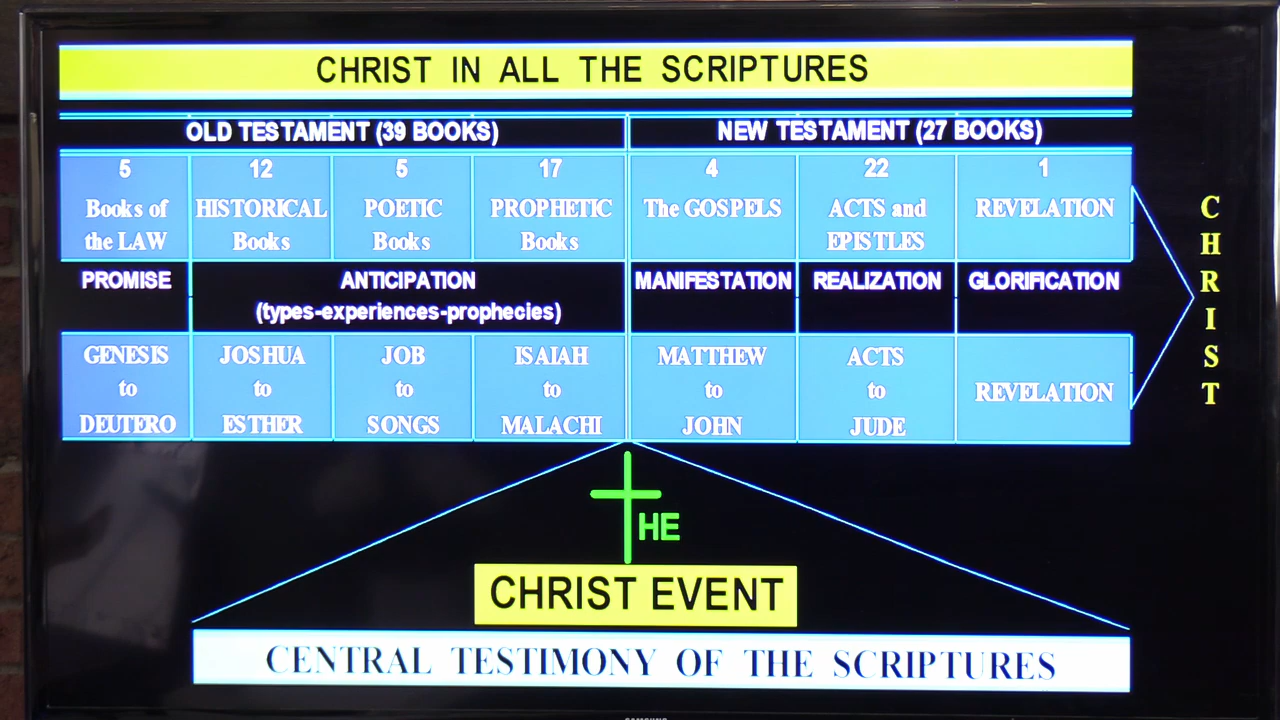 CHRIST IN ALL THE SCRIPTURES
OLD TESTAMENT (39 BOOKS) NEW TESTAMENT (27 BOOKS)
5 12 5 17 4 22 1
Books of HISTORICAL POETIC PROPHETIC The GOSPELS ACTS and REVELATION
the LAW Books Books Books EPISTLES
PROMISE ANTICIPATION MANIFESTATION REALIZATION GLORIFICATION
(types-experiences-prophecies)
GENESIS JOSHUA JOB ISAIAH MATTHEW ACTS
to to to to to to REVELATION
DEUTERO ESTHER SONGS MALACHI JOHN JUDE
CHRIST
HE
CHRIST EVENT
CENTRAL TESTIMONY OF THE SCRIPTURES